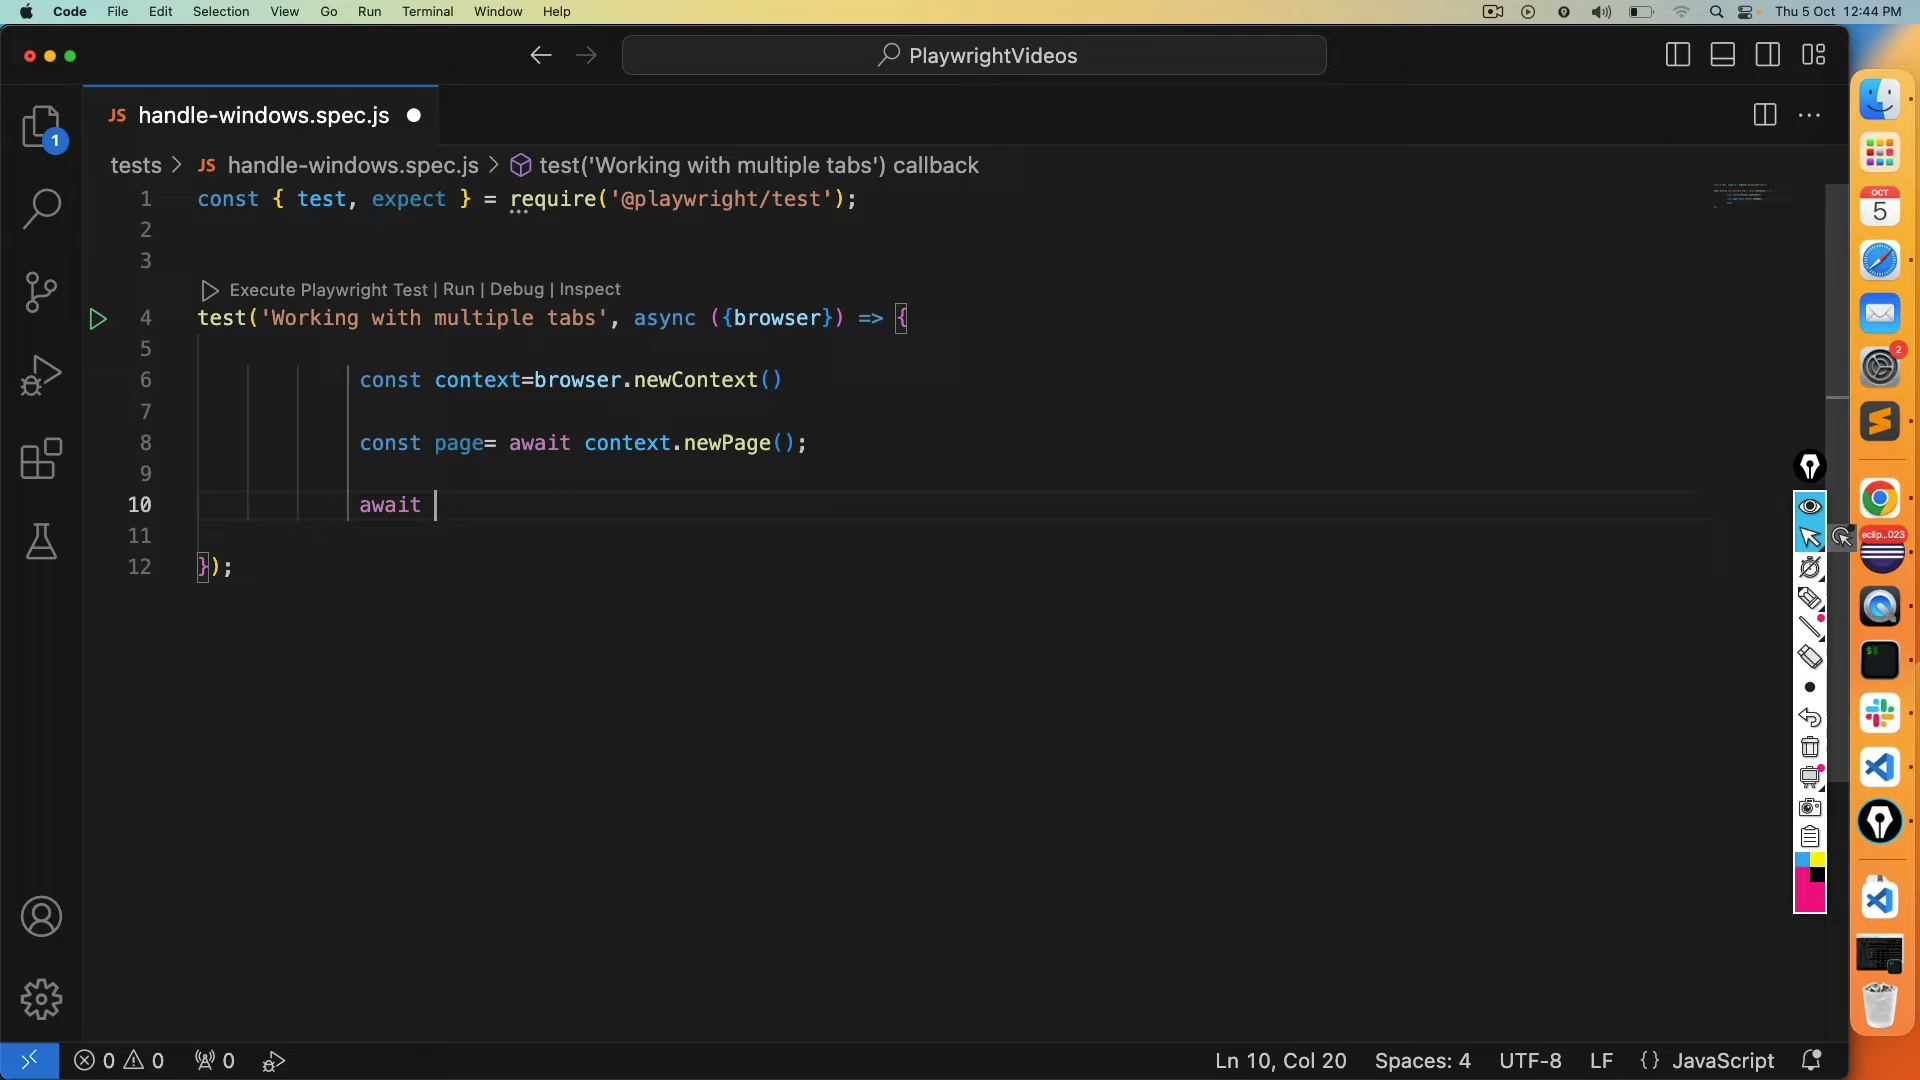 Code File Edit Selection View Go Run Terminal Window Help Thu 5 Oct 12:44 PM
PlaywrightVideos
JS handle-windows.spec.js
1
tests > JS handle-windows.spec.js > test('Working with multiple tabs') callback
1 const { test, expect } = require('@playwright/test');
2
3
Execute Playwright Test | Run | Debug | Inspect
4 test('Working with multiple tabs', async ({browser}) => {
5
6 const context=browser.newContext()
7
8 const page= await context.newPage();
9
10 await
11
12 });
OCT
5
2
eclip...023
0 0 0 Ln 10, Col 20 Spaces: 4 UTF-8 LF {} JavaScript